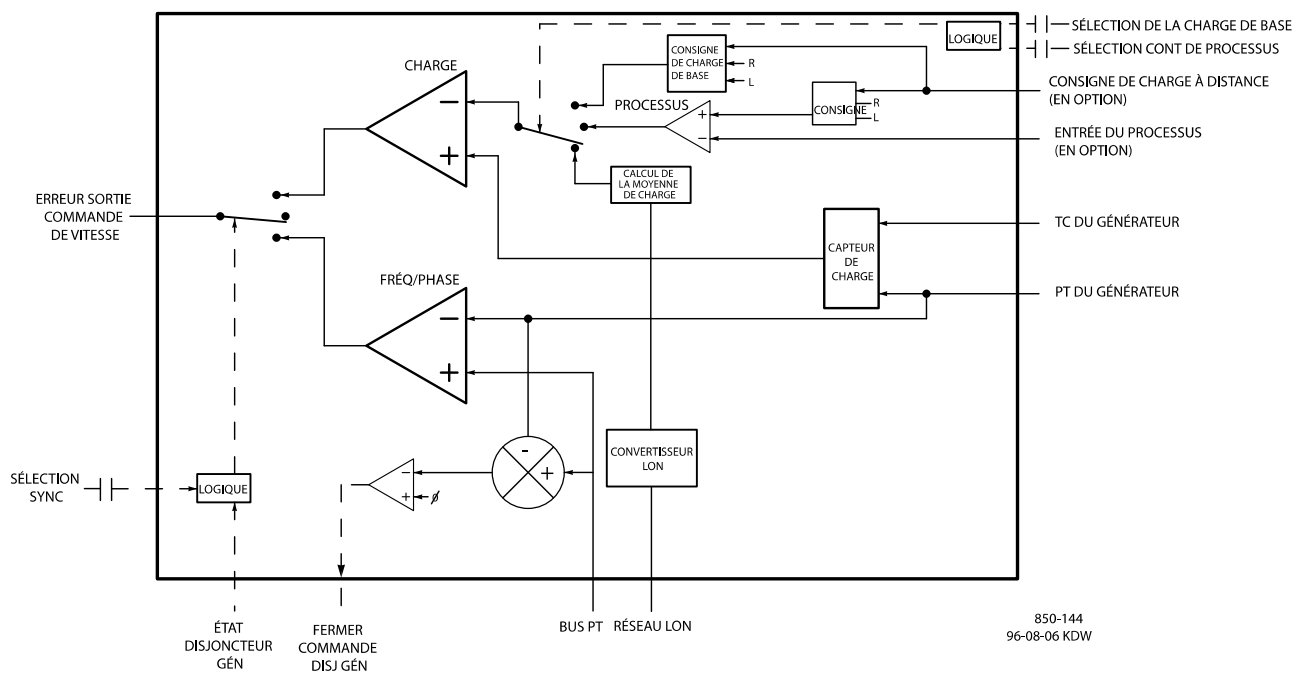 SÉLECTION DE LA CHARGE DE BASE
LOGIQUE
SÉLECTION CONT DE PROCESSUS
CONSIGNE
DE CHARGE
DE BASE
R
L
CHARGE
CONSIGNE DE CHARGE À DISTANCE
(EN OPTION)
PROCESSUS
CONSIGNE
R
L
ENTRÉE DU PROCESSUS
(EN OPTION)
−
+
+
−
CALCUL DE
LA MOYENNE
DE CHARGE
ERREUR SORTIE
COMMANDE
DE VITESSE
CAPTEUR
DE
CHARGE
TC DU GÉNÉRATEUR
PT DU GÉNÉRATEUR
FRÉQ/PHASE
−
+
CONVERTISSEUR
LON
-
+
−
+
ø
SÉLECTION
SYNC
LOGIQUE
ÉTAT
DISJONCTEUR
GÉN
FERMER
COMMANDE
DISJ GÉN
BUS PT
RÉSEAU LON
850-144
96-08-06 KDW